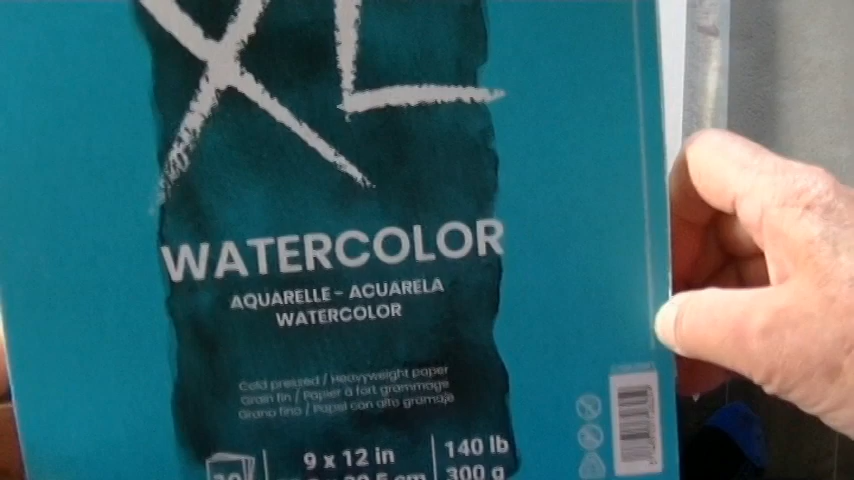 XL
WATERCOLOR
AQUARELLE - ACUARELA
WATERCOLOR
Cold pressed / Heavyweight paper
Grain fin / Papier à fort grammage
Grano fino / Papel con alto gramaje
9 x 12 in
140 lb
300 g